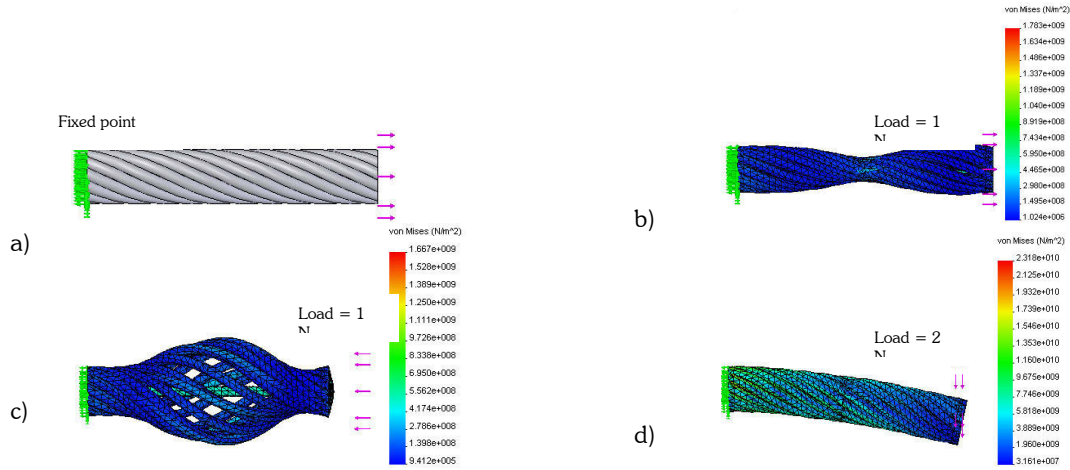 Fixed point
a)
von Mises (N/m^2)
1.783e+009
1.634e+009
1.486e+009
1.337e+009
1.189e+009
1.040e+009
8.919e+008
7.434e+008
5.950e+008
4.465e+008
2.980e+008
1.495e+008
1.024e+006
Load = 1
N
b)
von Mises (N/m^2)
1.667e+009
1.528e+009
1.389e+009
1.250e+009
1.111e+009
9.726e+008
8.338e+008
6.950e+008
5.562e+008
4.174e+008
2.786e+008
1.398e+008
9.412e+005
Load = 1
N
c)
von Mises (N/m^2)
2.318e+010
2.125e+010
1.932e+010
1.739e+010
1.546e+010
1.353e+010
1.160e+010
9.675e+009
7.746e+009
5.818e+009
3.889e+009
1.960e+009
3.161e+007
Load = 2
N
d)